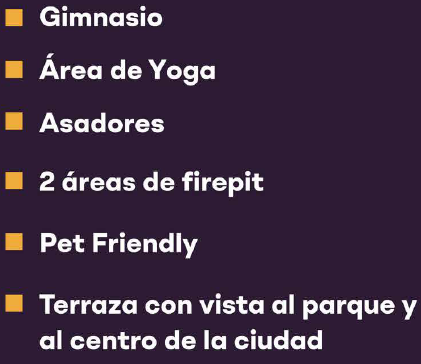 Gimnasio
Área de Yoga
Asadores
2 áreas de firepit
Pet Friendly
Terraza con vista al parque y
al centro de la ciudad